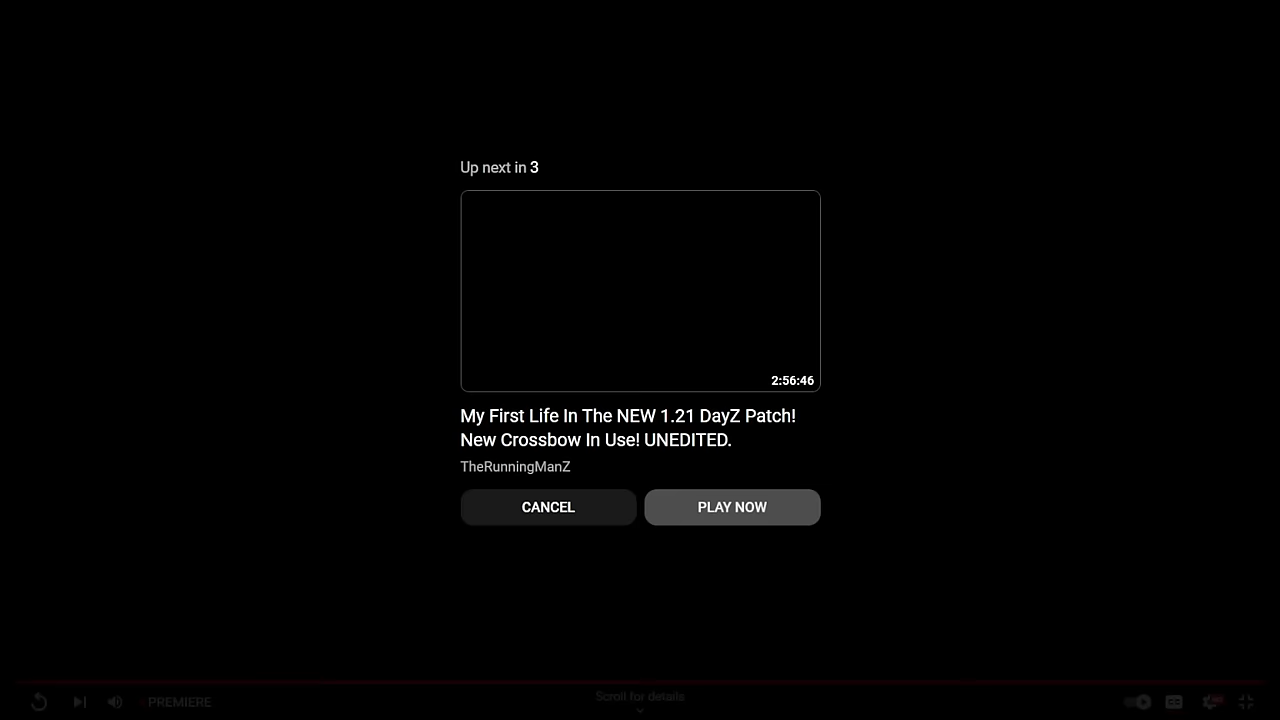 Up next in 3
2:56:46
My First Life In The NEW 1.21 DayZ Patch!
New Crossbow In Use! UNEDITED.
TheRunningManZ
CANCEL
PLAY NOW
Scroll for details
PREMIERE